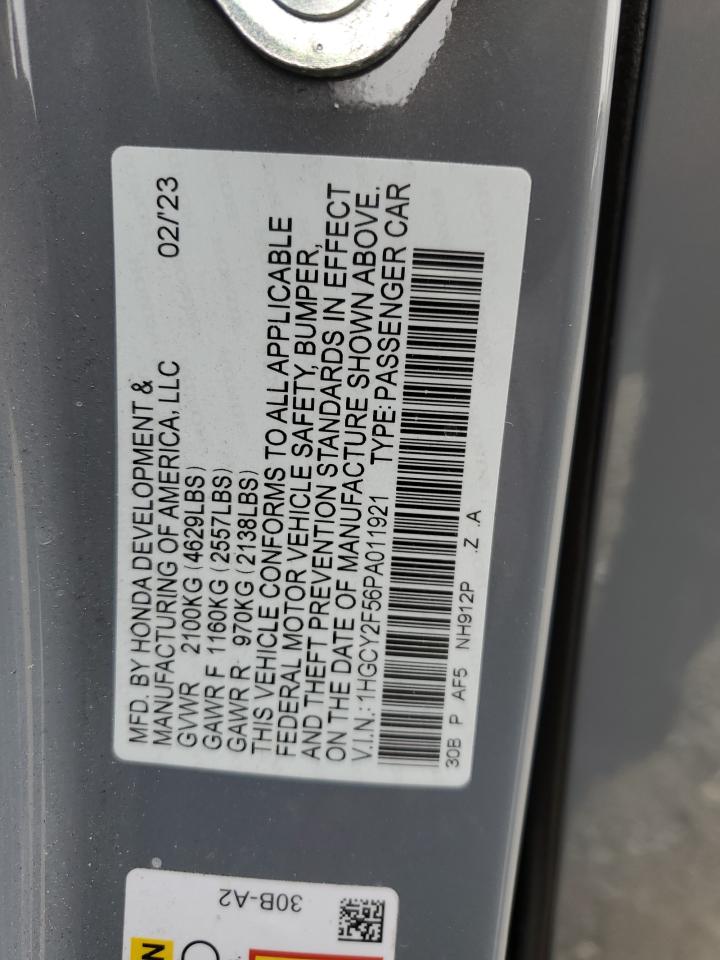 MFD. BY HONDA DEVELOPMENT &
MANUFACTURING OF AMERICA, LLC 02/'23
GVWR 2100KG (4629LBS)
GAWR F 1160KG (2557LBS)
GAWR R 970KG (2138LBS)
THIS VEHICLE CONFORMS TO ALL APPLICABLE
FEDERAL MOTOR VEHICLE SAFETY, BUMPER,
AND THEFT PREVENTION STANDARDS IN EFFECT
ON THE DATE OF MANUFACTURE SHOWN ABOVE.
V.I.N.: 1HGCY2F56PA011921 TYPE: PASSENGER CAR
30B P AF5 NH912P .Z .A
30B-A2